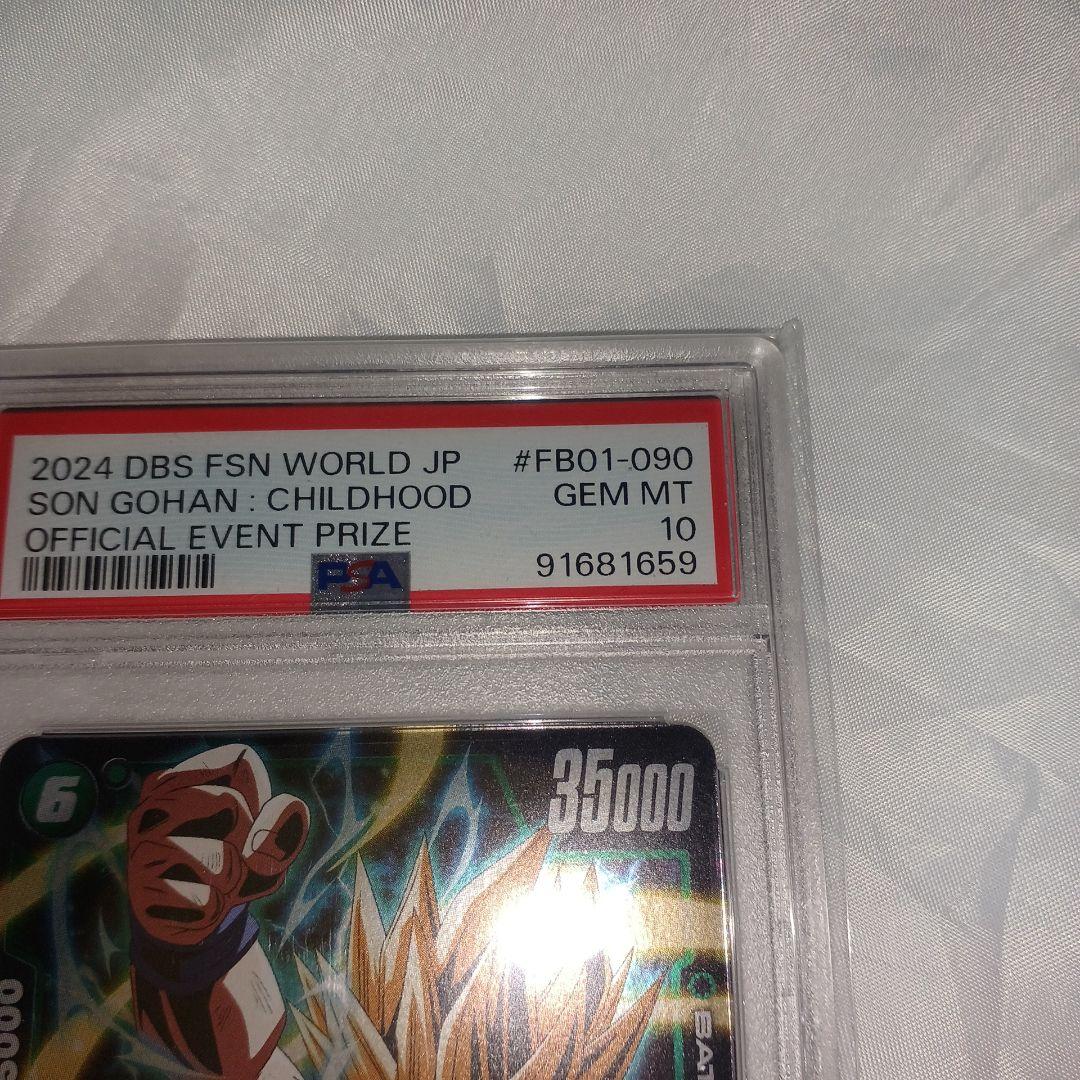 2024 DBS FSN WORLD JP #FB01-090
SON GOHAN : CHILDHOOD GEM MT
OFFICIAL EVENT PRIZE 10
PSA 91681659
6
35000